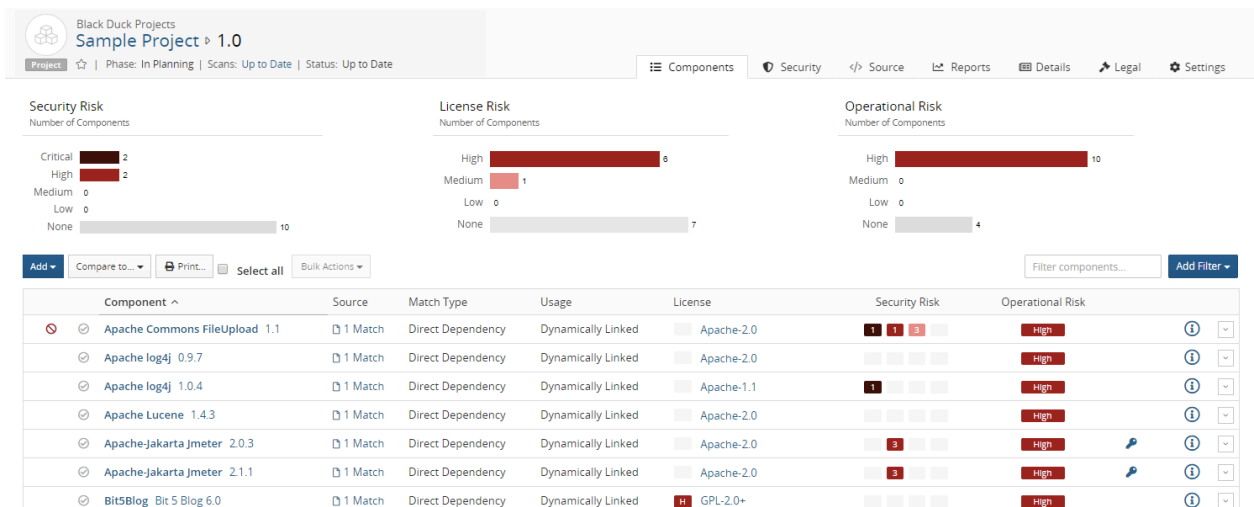 Black Duck Projects
Sample Project 1.0
Project | Phase: In Planning | Scans: Up to Date | Status: Up to Date
Components Security </> Source Reports Details Legal Settings
Security Risk
Number of Components
Critical 2
High 2
Medium 0
Low 0
None 10
License Risk
Number of Components
High 6
Medium 1
Low 0
None 7
Operational Risk
Number of Components
High 10
Medium 0
Low 0
None 4
Add Compare to... Print... Select all Bulk Actions Filter components... Add Filter
Component Source Match Type Usage License Security Risk Operational Risk
Apache Commons FileUpload 1.1 1 Match Direct Dependency Dynamically Linked Apache-2.0 1 1 3 High
Apache log4j 0.9.7 1 Match Direct Dependency Dynamically Linked Apache-2.0 High
Apache log4j 1.0.4 1 Match Direct Dependency Dynamically Linked Apache-1.1 1 High
Apache Lucene 1.4.3 1 Match Direct Dependency Dynamically Linked Apache-2.0 High
Apache-Jakarta Jmeter 2.0.3 1 Match Direct Dependency Dynamically Linked Apache-2.0 3 High
Apache-Jakarta Jmeter 2.1.1 1 Match Direct Dependency Dynamically Linked Apache-2.0 3 High
Bit5Blog Bit 5 Blog 6.0 1 Match Direct Dependency Dynamically Linked H GPL-2.0+ High